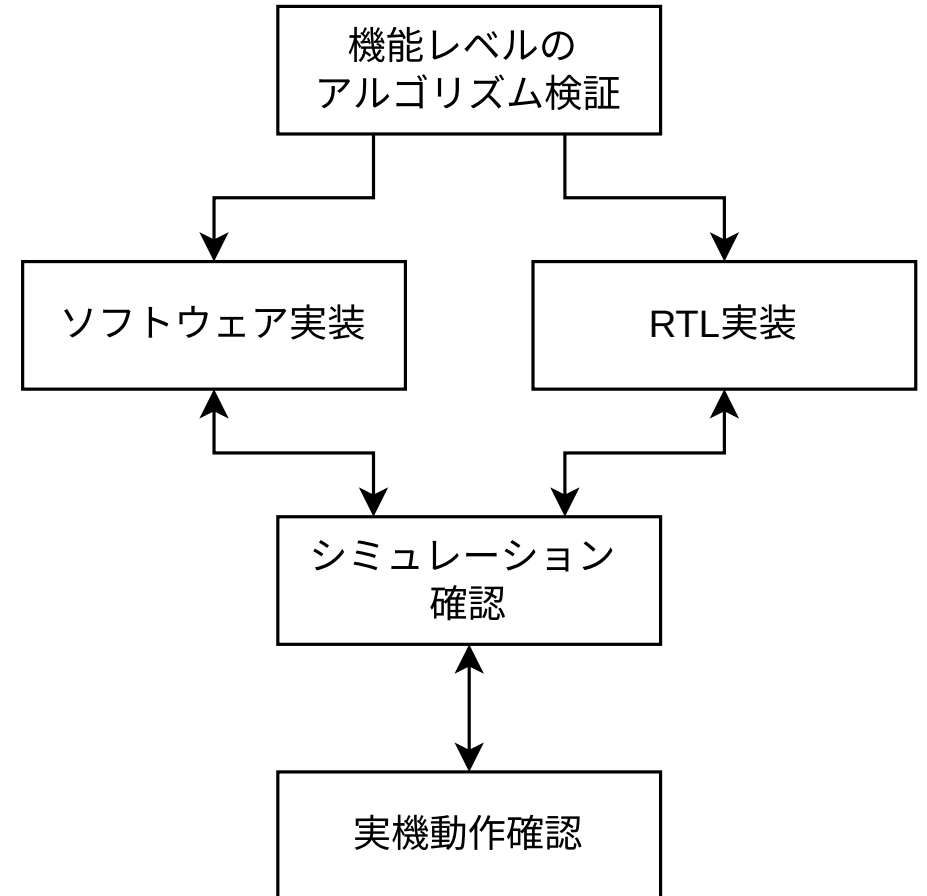 機能レベルの
アルゴリズム検証
ソフトウェア実装
RTL実装
シミュレーション
確認
実機動作確認